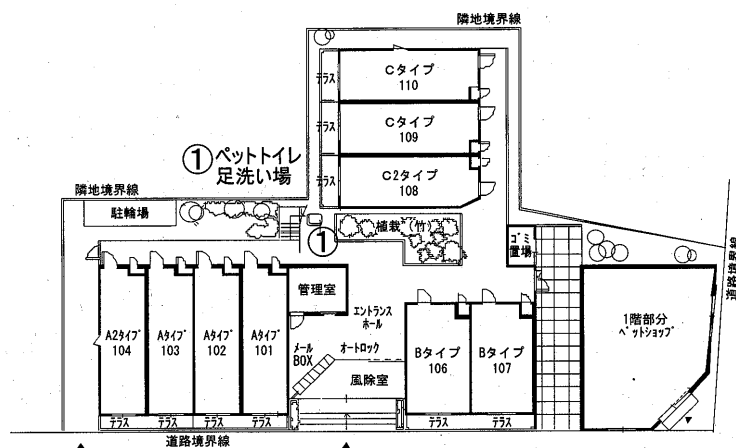 隣地境界線
Cタイプ
110
テラス
Cタイプ
109
テラス
① ペットトイレ
足洗い場
C2タイプ
108
テラス
隣地境界線
駐輪場
植栽 (竹)
①
ゴミ
置場
道路境界線
管理室
エントランス
ホール
1階部分
ペットショップ
A2タイプ
104
Aタイプ
103
Aタイプ
102
Aタイプ
101
メール
BOX
オートロック
Bタイプ
106
Bタイプ
107
風除室
テラス
テラス
テラス
テラス
テラス
テラス
道路境界線